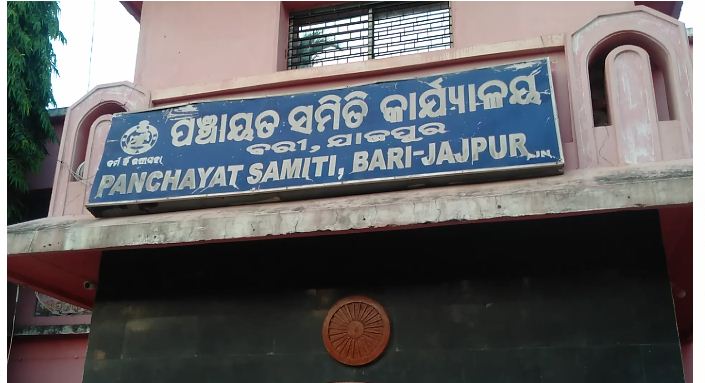 ପଞ୍ଚାୟତ ସମିତି କାର୍ଯ୍ୟାଳୟ
ବରୀ, ଯାଜପୁର
PANCHAYAT SAMITI, BARI-JAJPUR